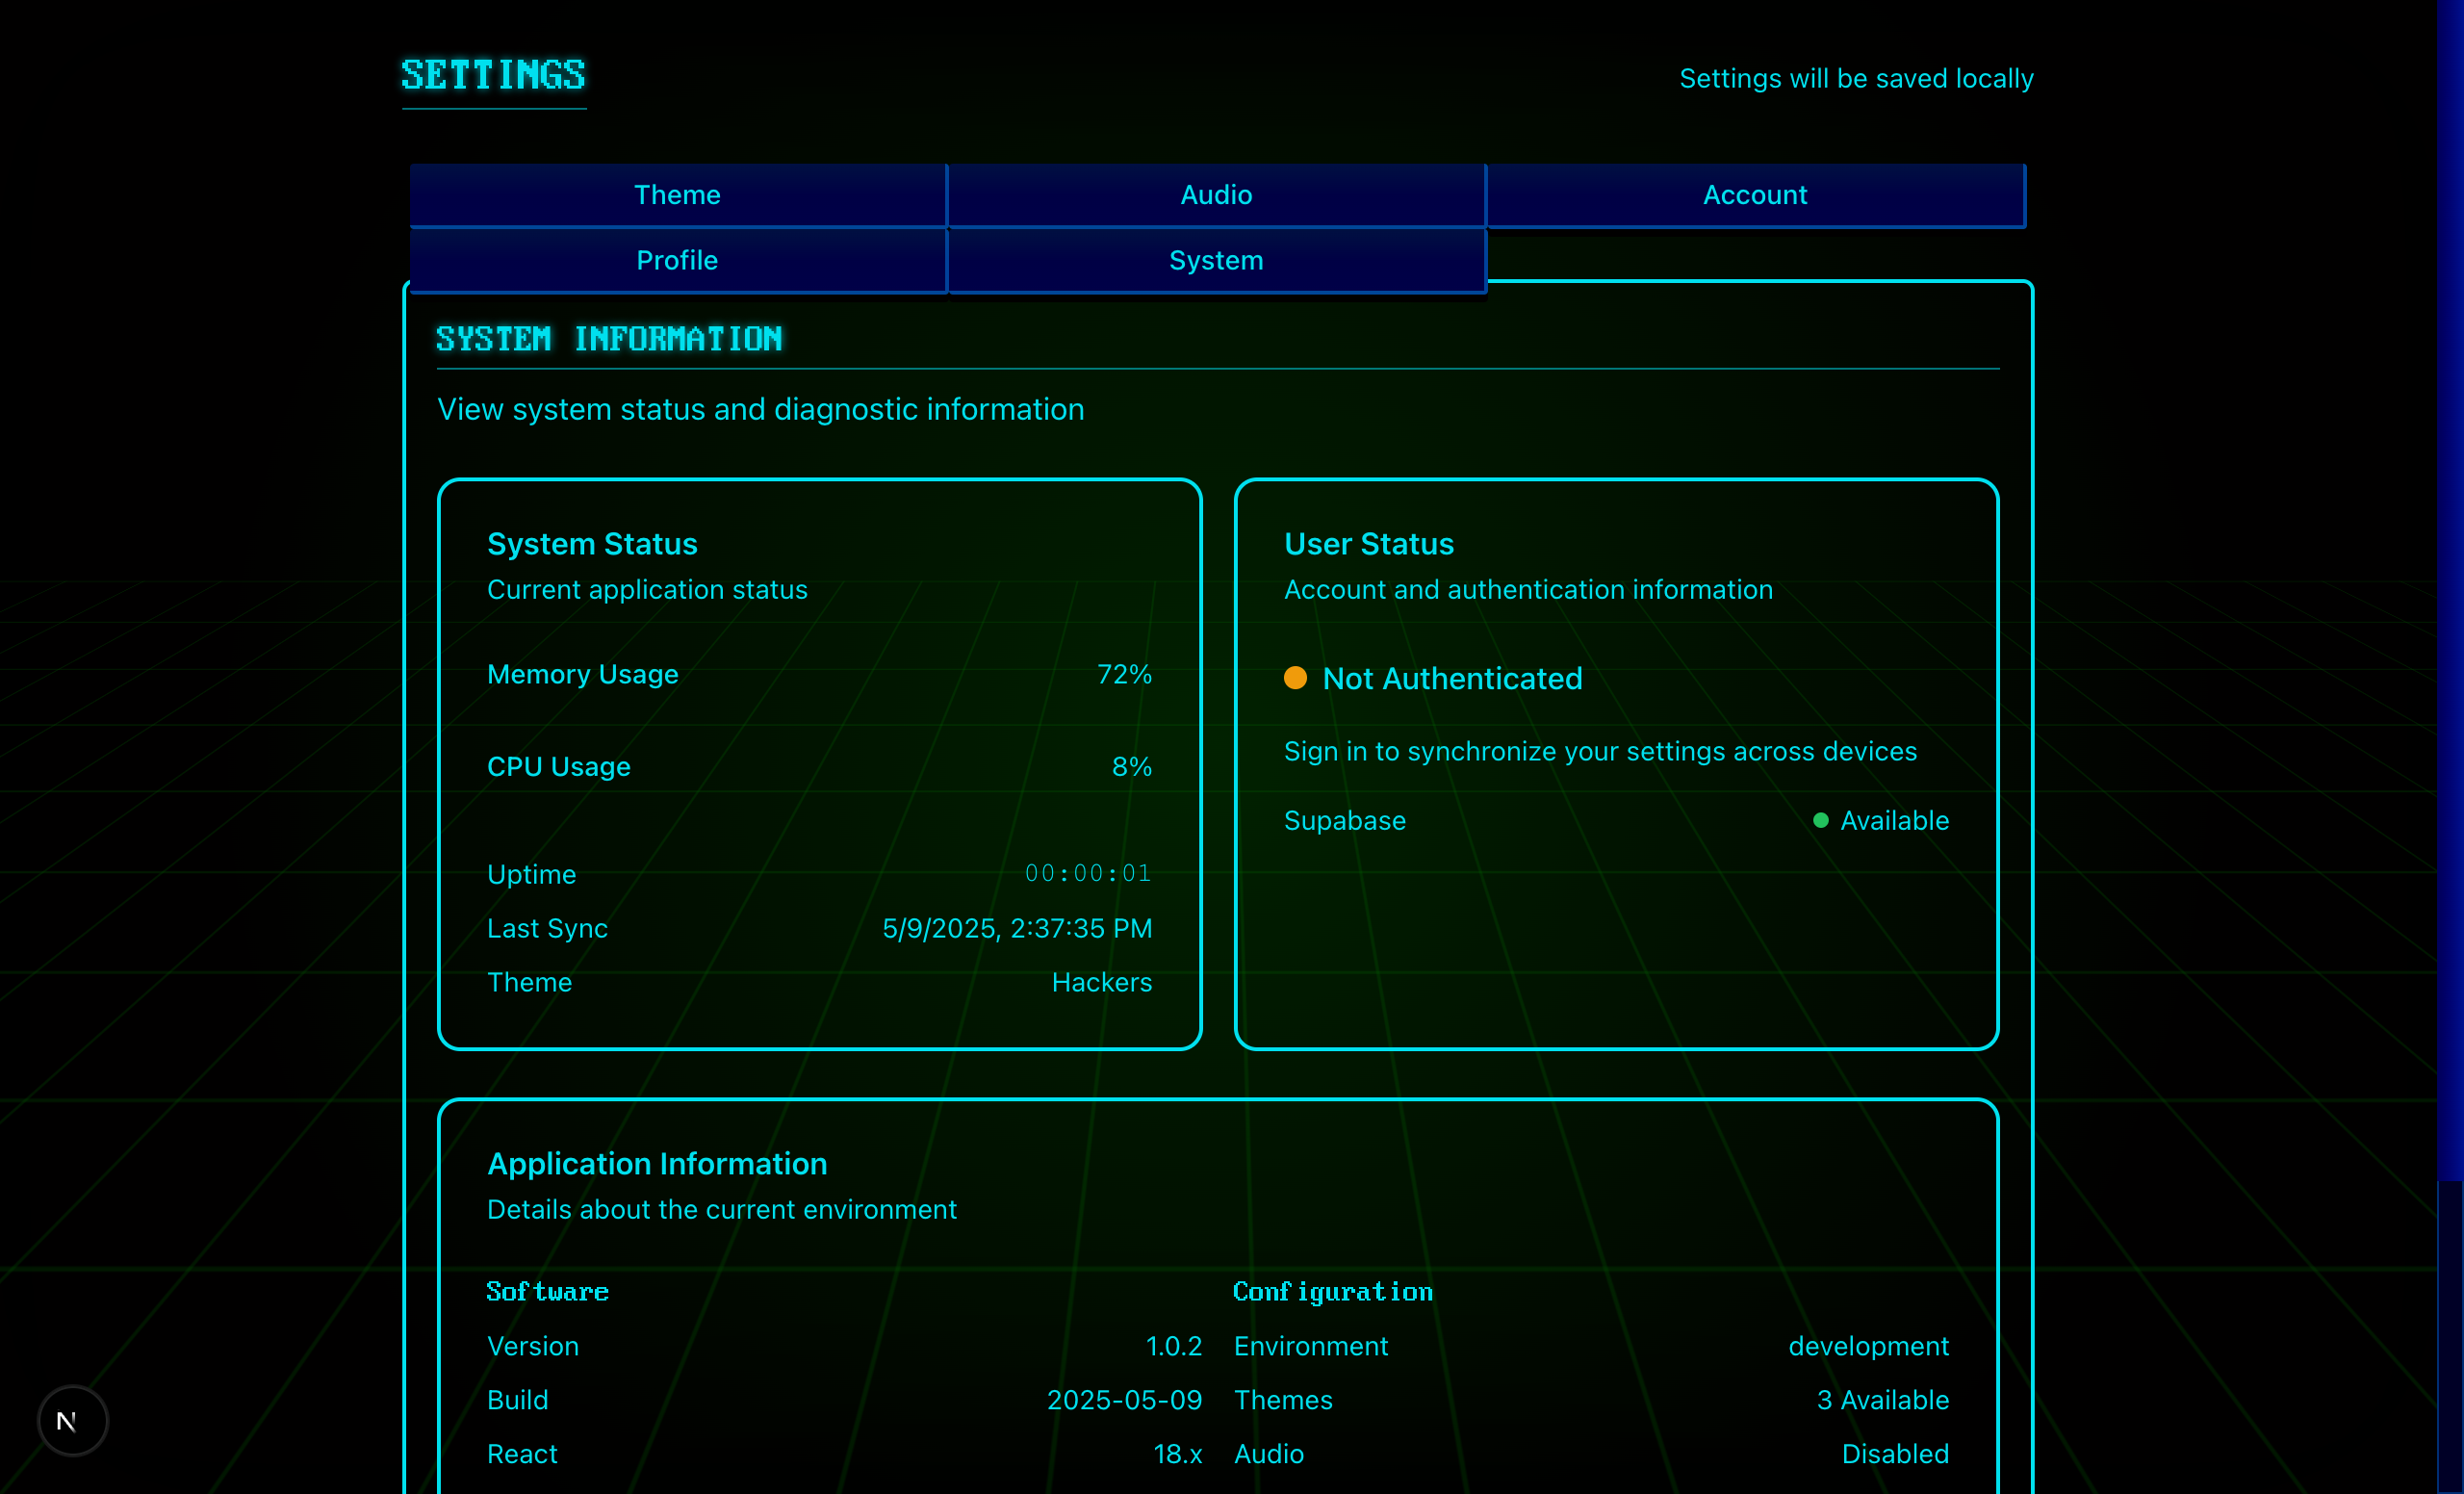 SETTINGS
Settings will be saved locally
Theme
Audio
Account
Profile
System
SYSTEM INFORMATION
View system status and diagnostic information
System Status
Current application status
Memory Usage 72%
CPU Usage 8%
Uptime 00:00:01
Last Sync 5/9/2025, 2:37:35 PM
Theme Hackers
User Status
Account and authentication information
Not Authenticated
Sign in to synchronize your settings across devices
Supabase Available
Application Information
Details about the current environment
Software
Version 1.0.2
Build 2025-05-09
React 18.x
Configuration
Environment development
Themes 3 Available
Audio Disabled
N